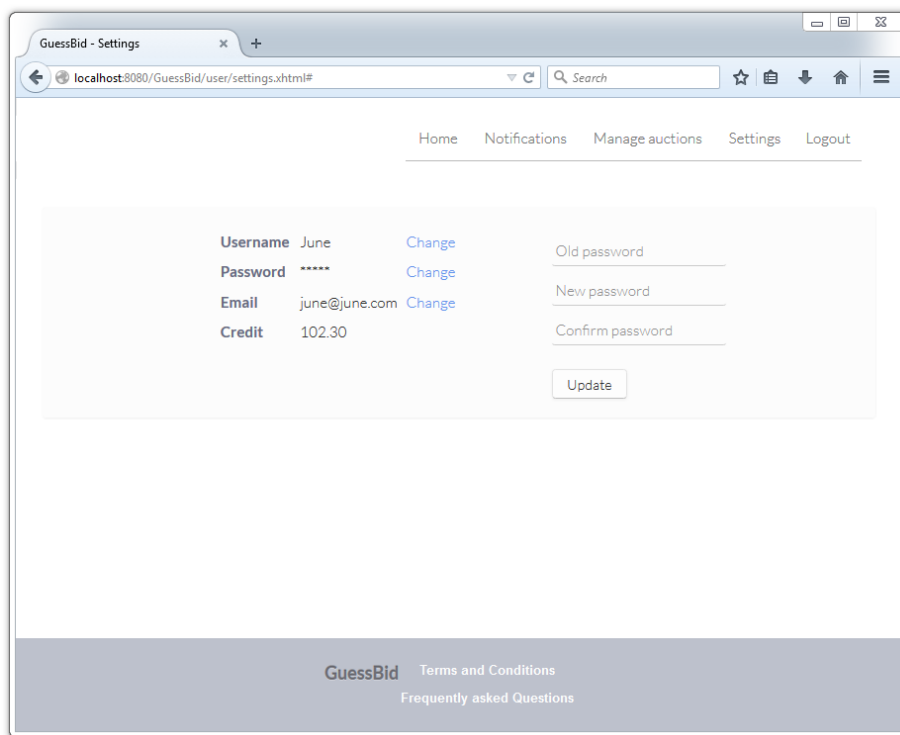 GuessBid - Settings
localhost:8080/GuessBid/user/settings.xhtml#
Search
Home Notifications Manage auctions Settings Logout
Username June Change
Password ***** Change
Email june@june.com Change
Credit 102.30
Old password
New password
Confirm password
Update
GuessBid Terms and Conditions
Frequently asked Questions